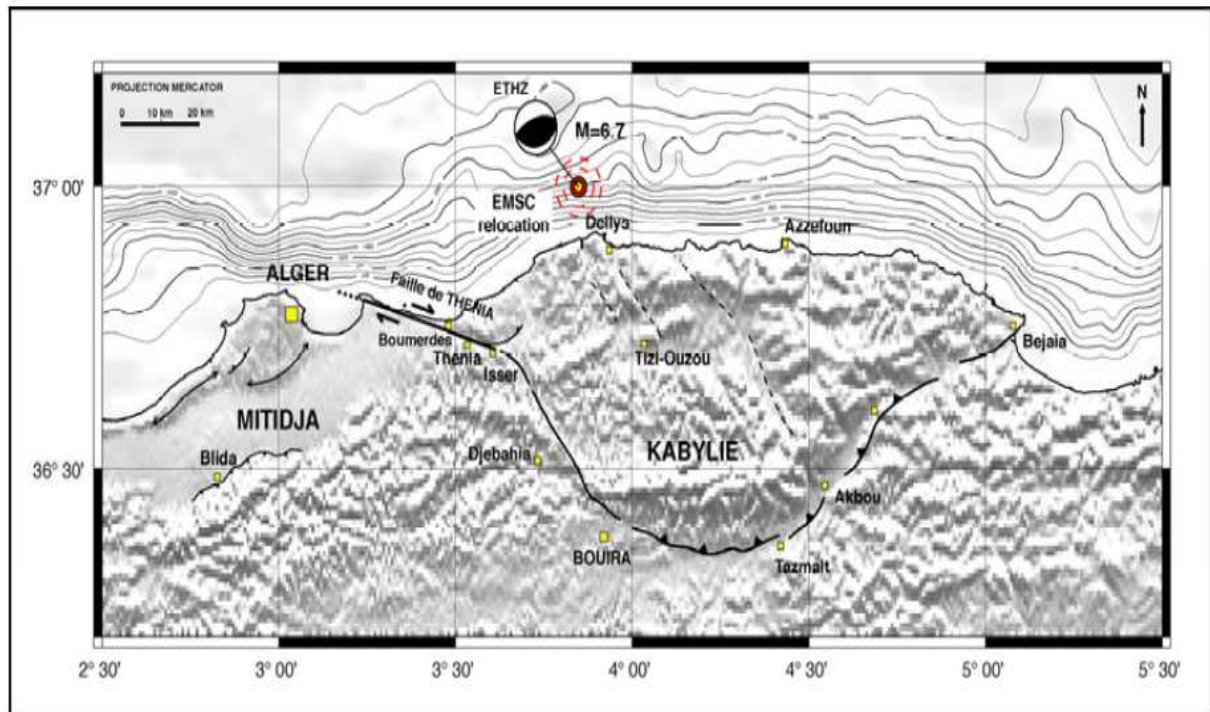 PROJECTION MERCATOR
0 10 km 20 km
ETHZ
M=6.7
N
37° 00'
EMSC
relocation
Dellys
Azzefoun
ALGER
Faille de THENIA
Boumerdes
Thenia
Isser
Tizi-Ouzou
Bejaia
MITIDJA
Blida
Djebahia
KABYLIE
36° 30'
Akbou
BOUIRA
Tazmalt
2° 30' 3° 00' 3° 30' 4° 00' 4° 30' 5° 00' 5° 30'